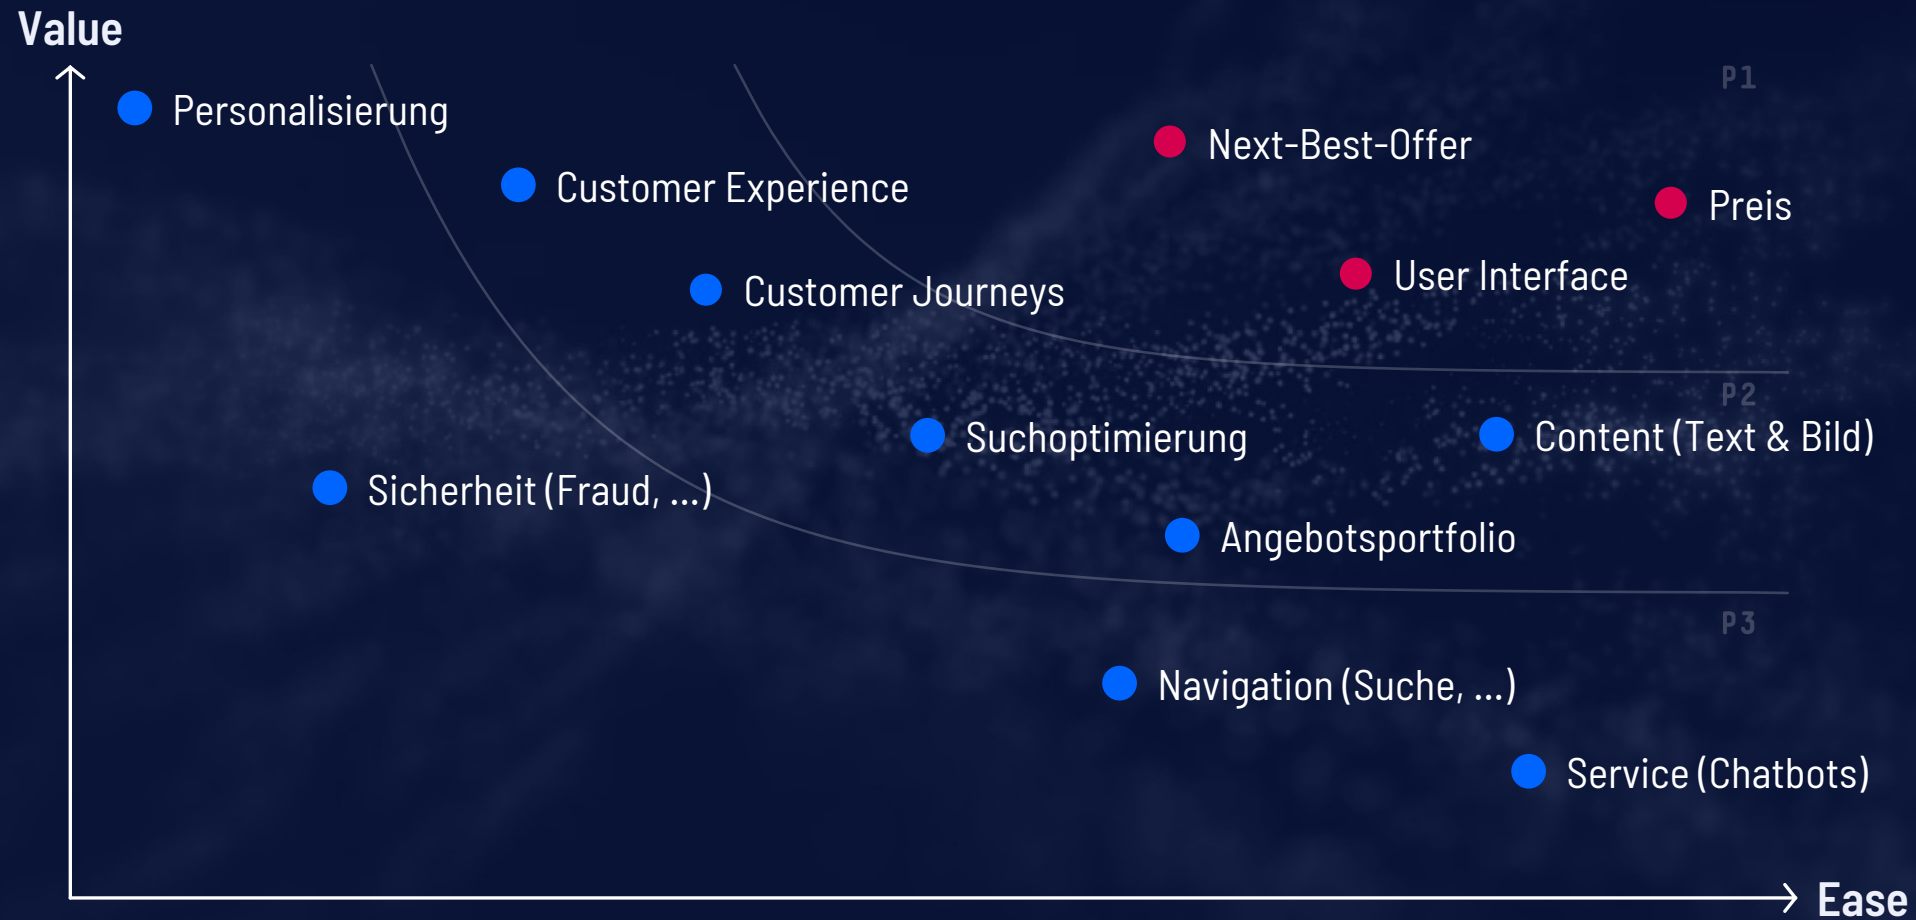 Value
P1
Personalisierung
Next-Best-Offer
Customer Experience
Preis
User Interface
Customer Journeys
P2
Suchoptimierung
Content (Text & Bild)
Sicherheit (Fraud, ...)
Angebotsportfolio
P3
Navigation (Suche, ...)
Service (Chatbots)
Ease